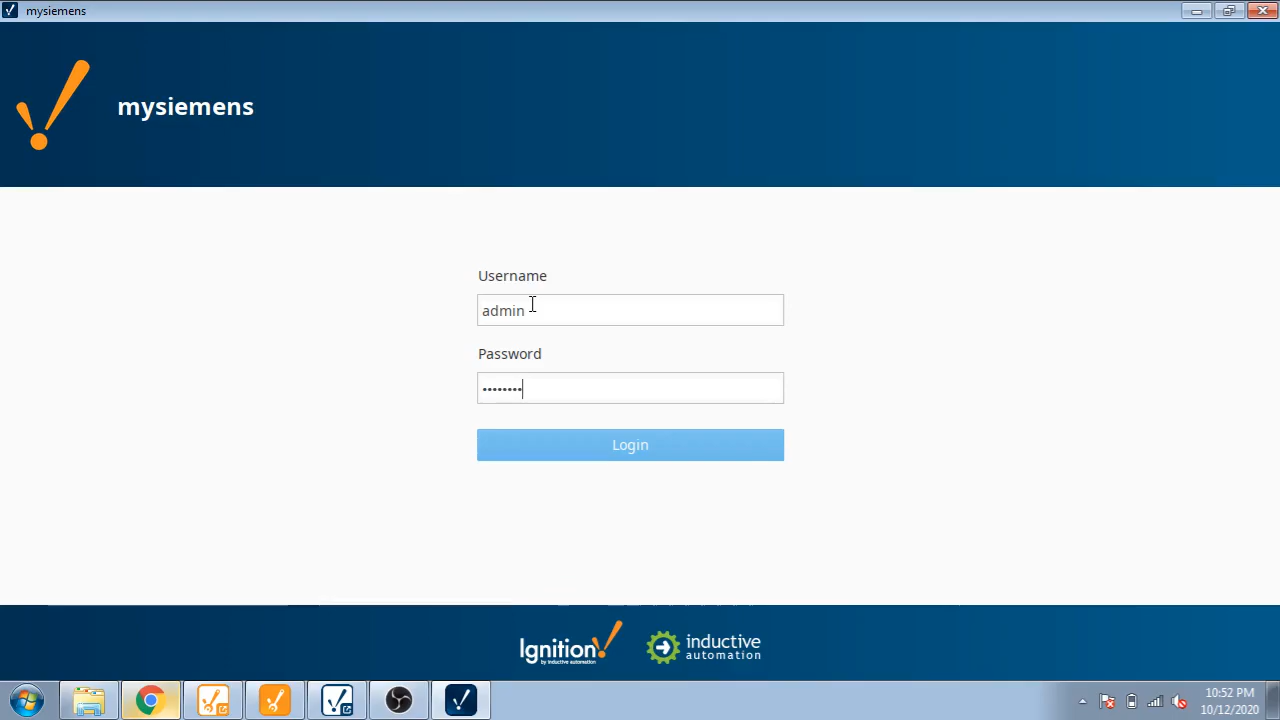 mysiemens
mysiemens
Username
admin
Password
••••••••
Login
Ignition!
by inductive automation
inductive
automation
10:52 PM
10/12/2020